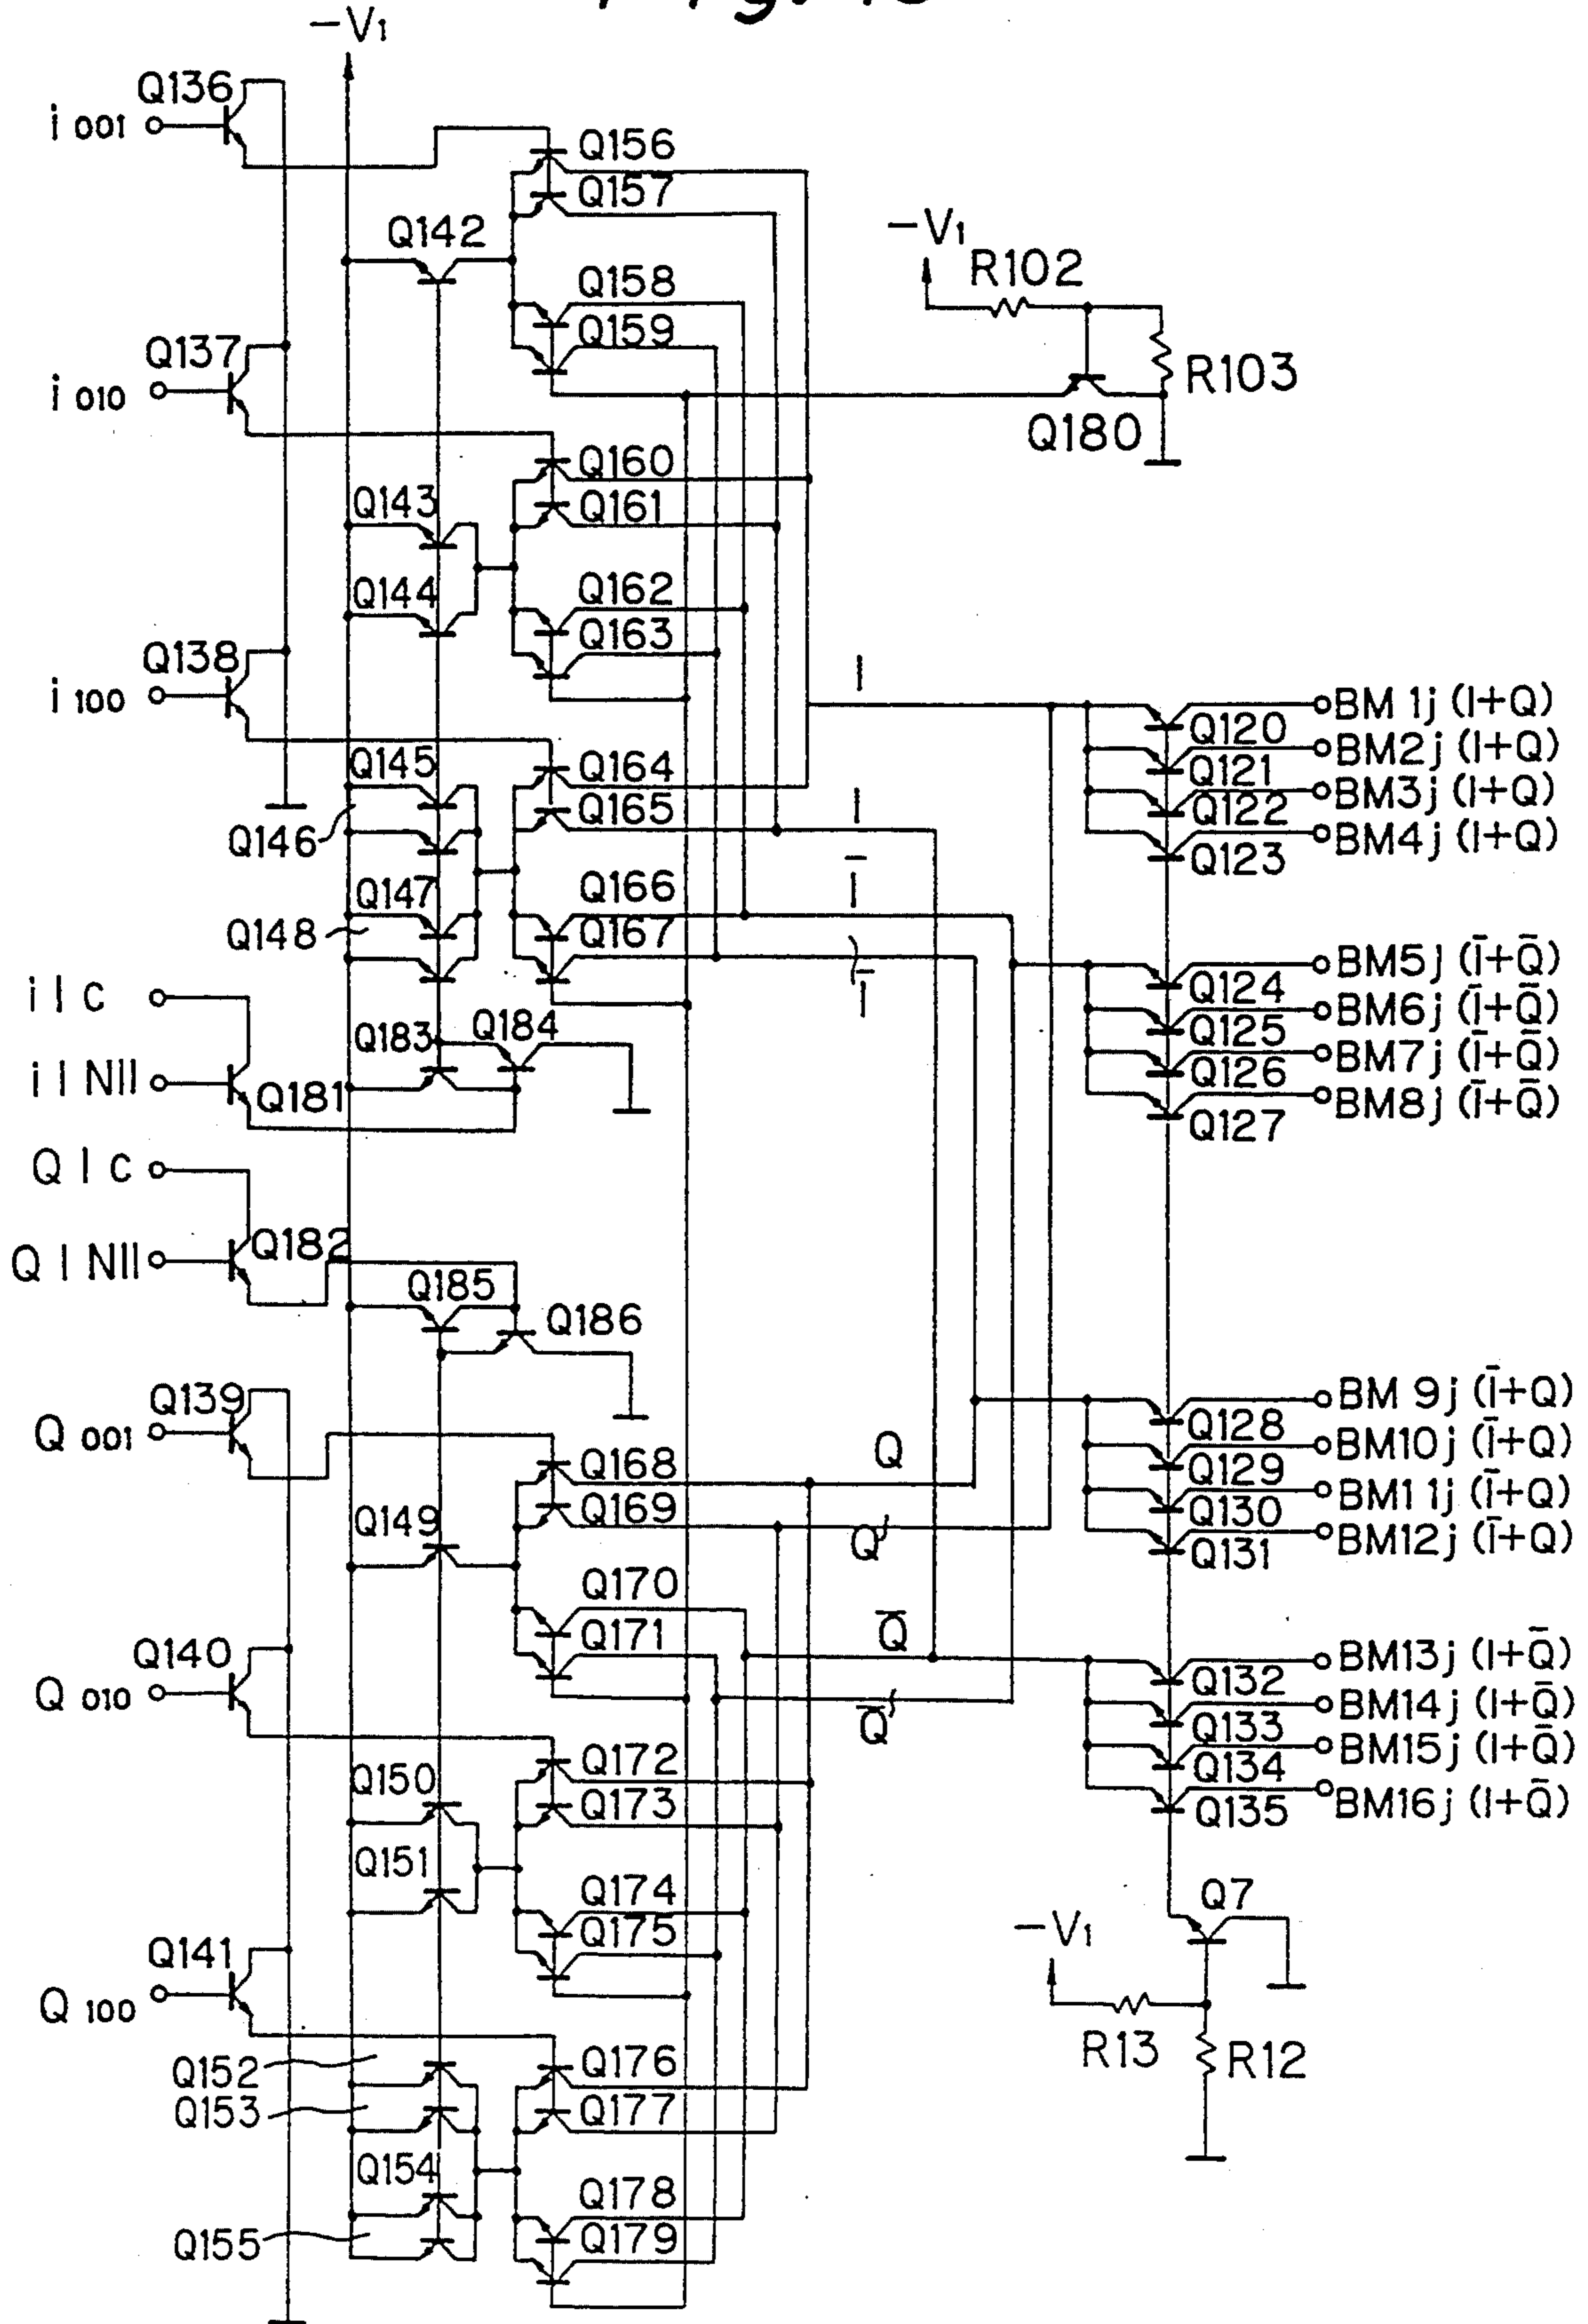 −V1
Q136
i 001
Q156
Q157
Q142
−V1
R102
Q158
Q159
Q137
i 010
R103
Q180
Q160
Q161
Q143
Q144
Q162
Q163
Q138
i 100
I
BM 1j (I+Q)
Q120
BM2j (I+Q)
Q121
BM3j (I+Q)
Q122
BM4j (I+Q)
Q123
Q145
Q164
Q165
I
Q146
Ī
Q147
Q166
Q148
Q167
Ī
BM5j (Ī+Q̄)
Q124
BM6j (Ī+Q̄)
Q125
BM7j (Ī+Q̄)
Q126
BM8j (Ī+Q̄)
Q127
i I C
Q183
Q184
i I NII
Q181
Q I C
Q I NII
Q182
Q185
Q186
Q139
Q 001
BM 9j (Ī+Q)
Q128
BM10j (Ī+Q)
Q129
BM11j (Ī+Q)
Q130
BM12j (Ī+Q)
Q131
Q168
Q
Q169
Q
Q149
Q170
Q171
Q̄
Q̄
Q140
Q 010
BM13j (I+Q̄)
Q132
BM14j (I+Q̄)
Q133
BM15j (I+Q̄)
Q134
BM16j (I+Q̄)
Q135
Q150
Q172
Q173
Q151
Q174
Q175
Q7
−V1
Q141
Q 100
R13
R12
Q152
Q153
Q176
Q177
Q154
Q155
Q178
Q179